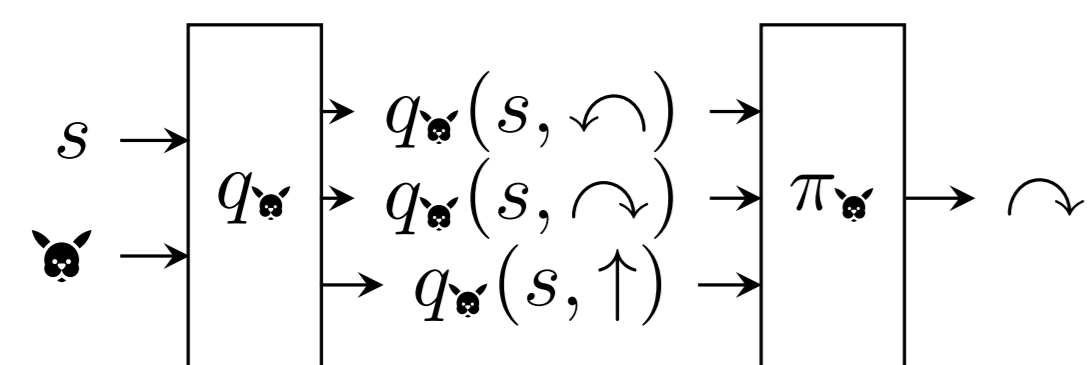 s
q
q(s, ↶)
q(s, ↷)
q(s, ↑)
π
↷